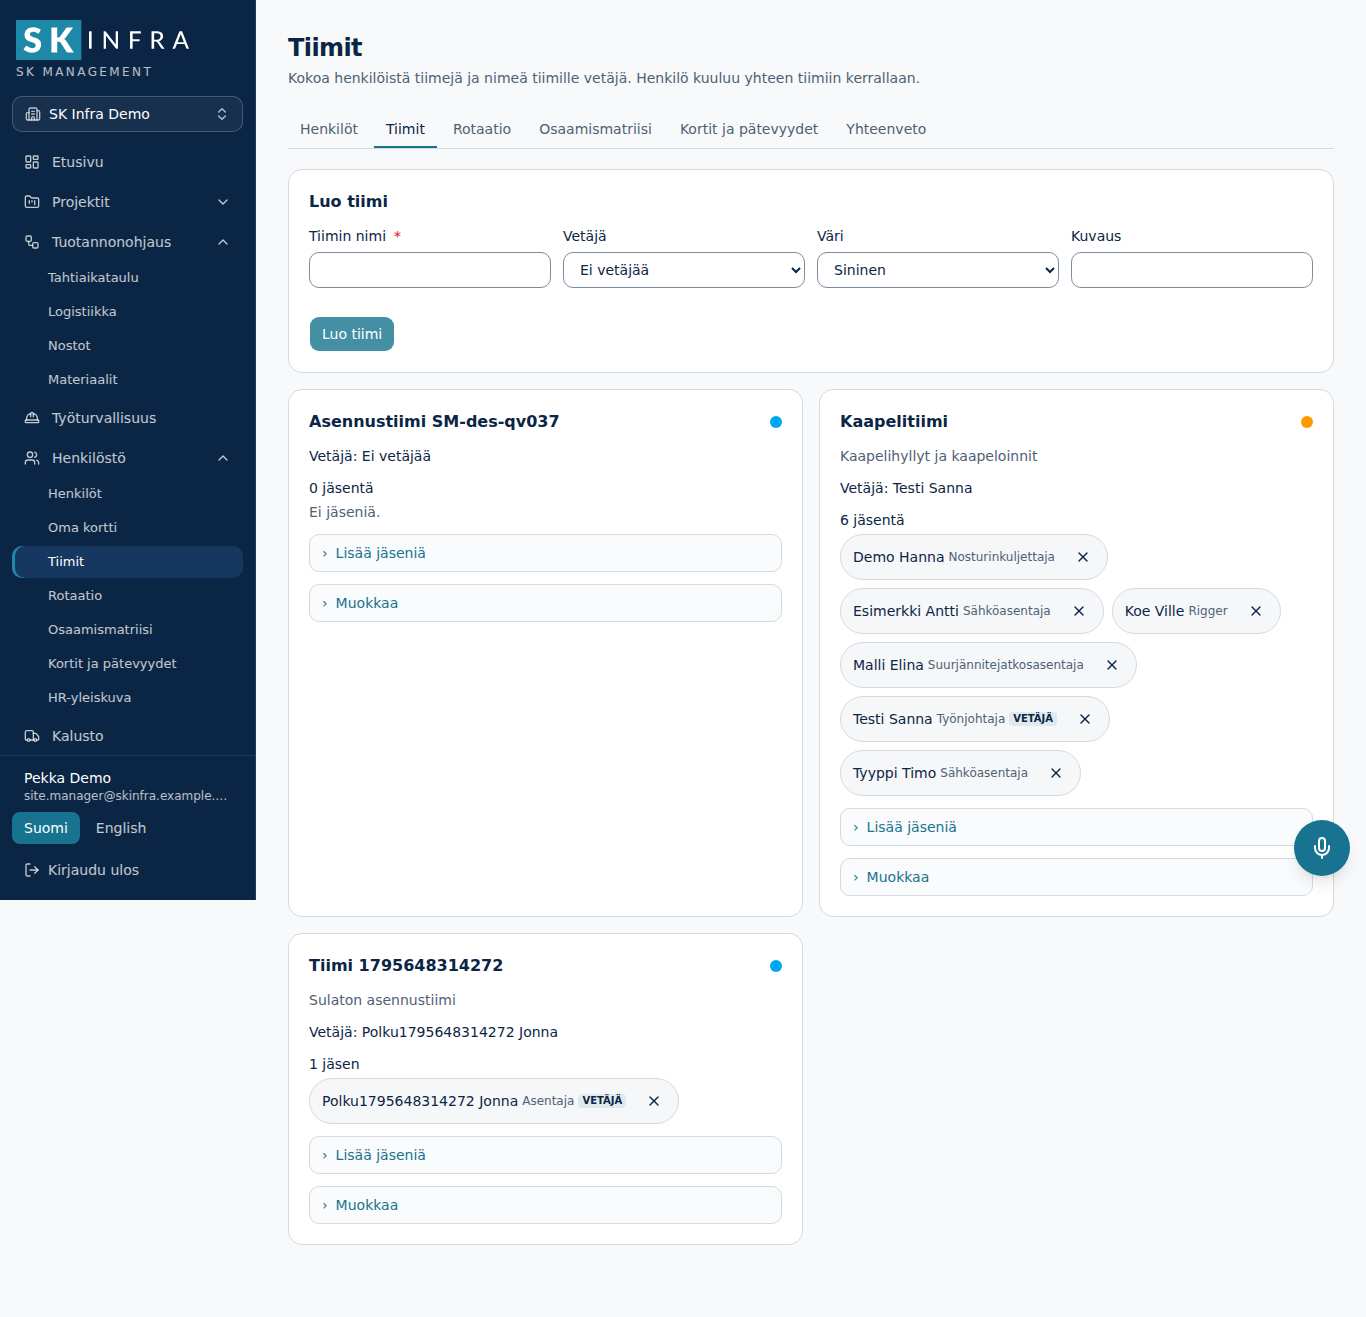 SK INFRA
SK MANAGEMENT
SK Infra Demo
Etusivu
Projektit
Tuotannonohjaus
Tahtiaikataulu
Logistiikka
Nostot
Materiaalit
Työturvallisuus
Henkilöstö
Henkilöt
Oma kortti
Tiimit
Rotaatio
Osaamismatriisi
Kortit ja pätevyydet
HR-yleiskuva
Kalusto
Pekka Demo
site.manager@skinfra.example....
Suomi English
Kirjaudu ulos
Tiimit
Kokoa henkilöistä tiimejä ja nimeä tiimille vetäjä. Henkilö kuuluu yhteen tiimiin kerrallaan.
Henkilöt Tiimit Rotaatio Osaamismatriisi Kortit ja pätevyydet Yhteenveto
Luo tiimi
Tiimin nimi * Vetäjä Väri Kuvaus
Ei vetäjää Sininen
Luo tiimi
Asennustiimi SM-des-qv037
Vetäjä: Ei vetäjää
0 jäsentä
Ei jäseniä.
› Lisää jäseniä
› Muokkaa
Kaapelitiimi
Kaapelihyllyt ja kaapeloinnit
Vetäjä: Testi Sanna
6 jäsentä
Demo Hanna Nosturinkuljettaja
Esimerkki Antti Sähköasentaja Koe Ville Rigger
Malli Elina Suurjännitejatkosasentaja
Testi Sanna Työnjohtaja VETÄJÄ
Tyyppi Timo Sähköasentaja
› Lisää jäseniä
› Muokkaa
Tiimi 1795648314272
Sulaton asennustiimi
Vetäjä: Polku1795648314272 Jonna
1 jäsen
Polku1795648314272 Jonna Asentaja VETÄJÄ
› Lisää jäseniä
› Muokkaa